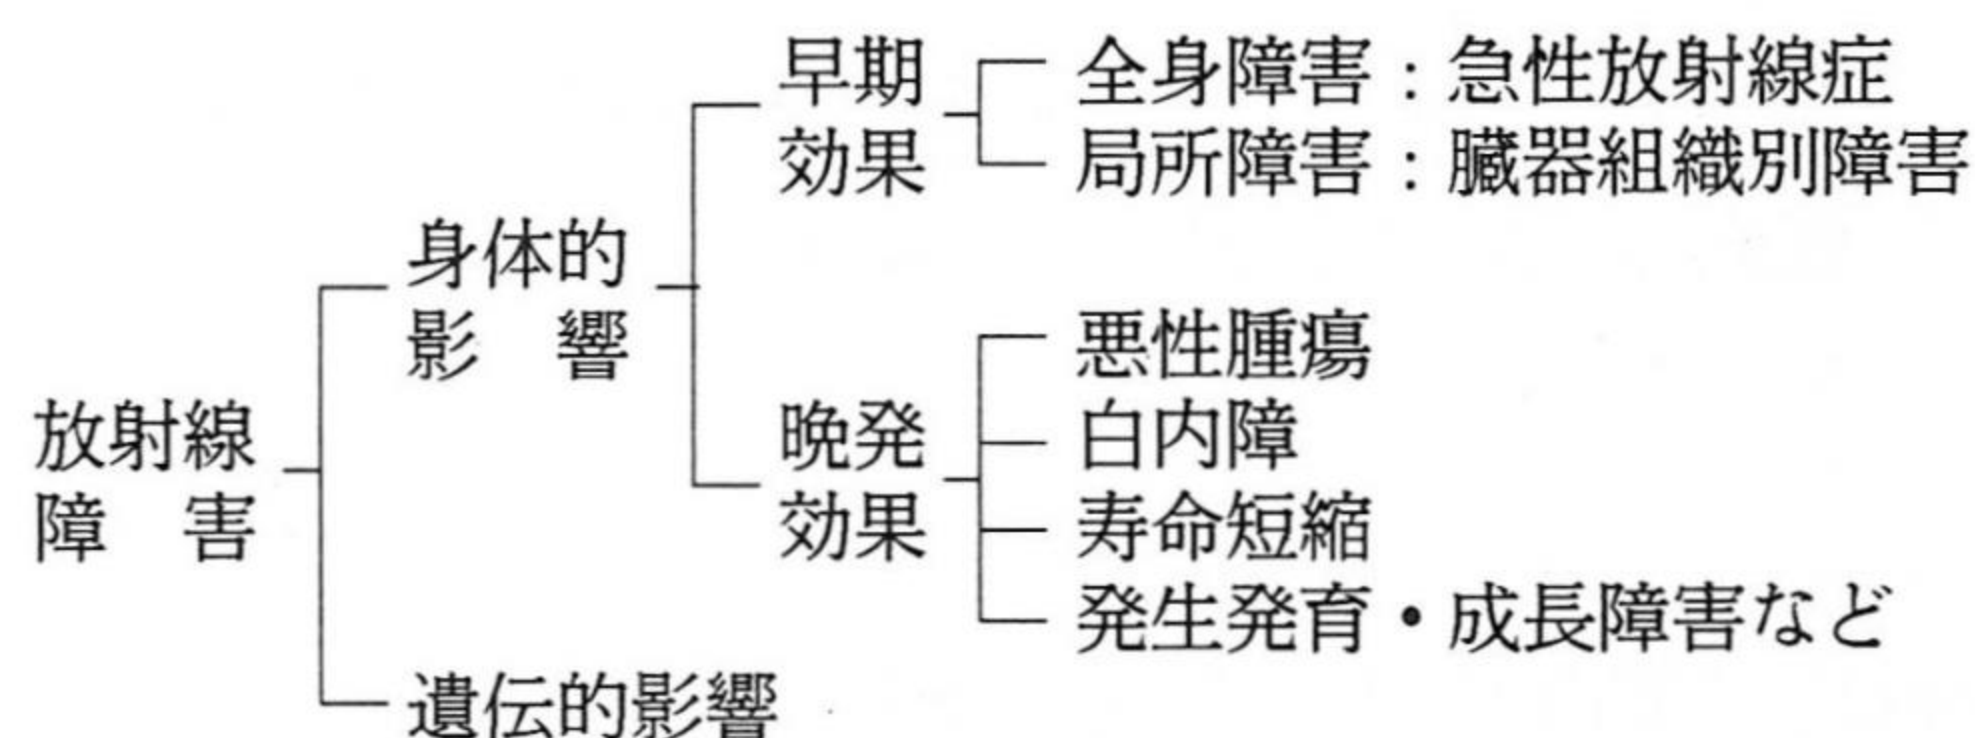 放射線
障　害
身体的
影　響
早期
効果
全身障害：急性放射線症
局所障害：臓器組織別障害
晩発
効果
悪性腫瘍
白内障
寿命短縮
発生発育・成長障害など
遺伝的影響